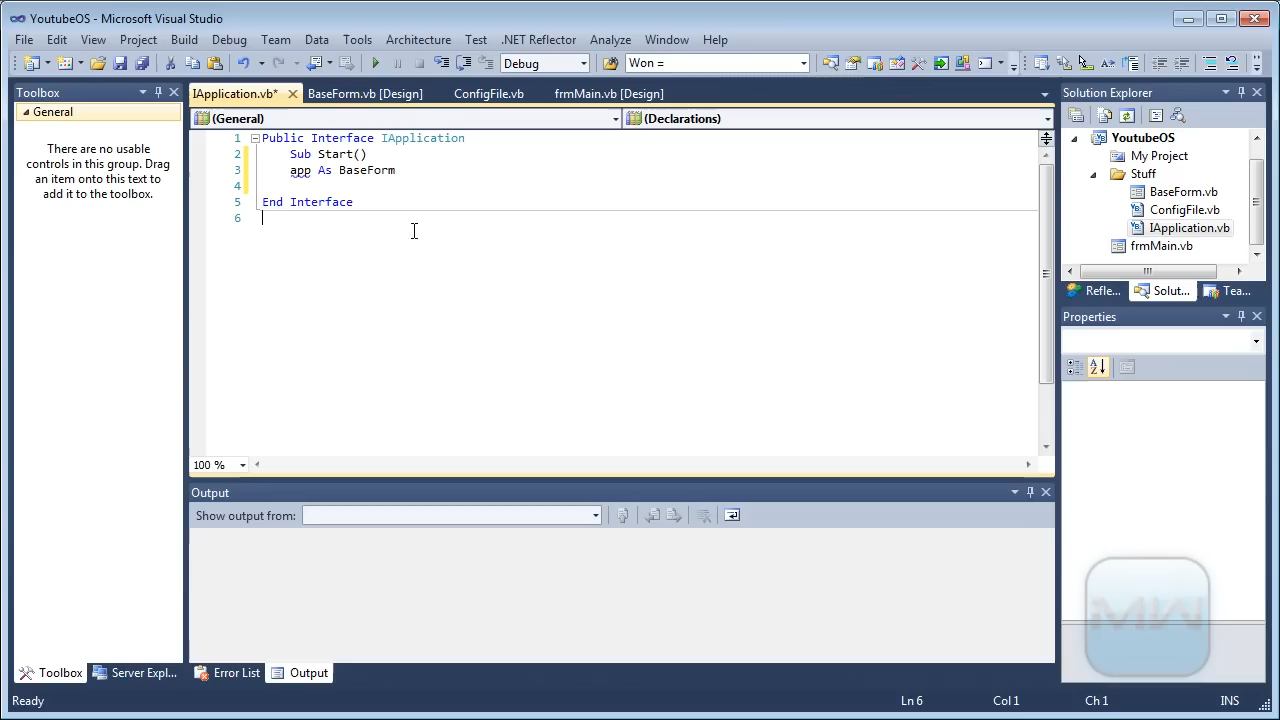 YoutubeOS - Microsoft Visual Studio
File Edit View Project Build Debug Team Data Tools Architecture Test .NET Reflector Analyze Window Help
Debug Won =
Toolbox
General
There are no usable
controls in this group. Drag
an item onto this text to
add it to the toolbox.
IApplication.vb* BaseForm.vb [Design] ConfigFile.vb frmMain.vb [Design]
(General) (Declarations)
1 Public Interface IApplication
2 Sub Start()
3 app As BaseForm
4
5 End Interface
6
100 %
Output
Show output from:
Solution Explorer
YoutubeOS
My Project
Stuff
BaseForm.vb
ConfigFile.vb
IApplication.vb
frmMain.vb
Refle... Solut... Tea...
Properties
MW
Toolbox Server Expl... Error List Output
Ready Ln 6 Col 1 Ch 1 INS